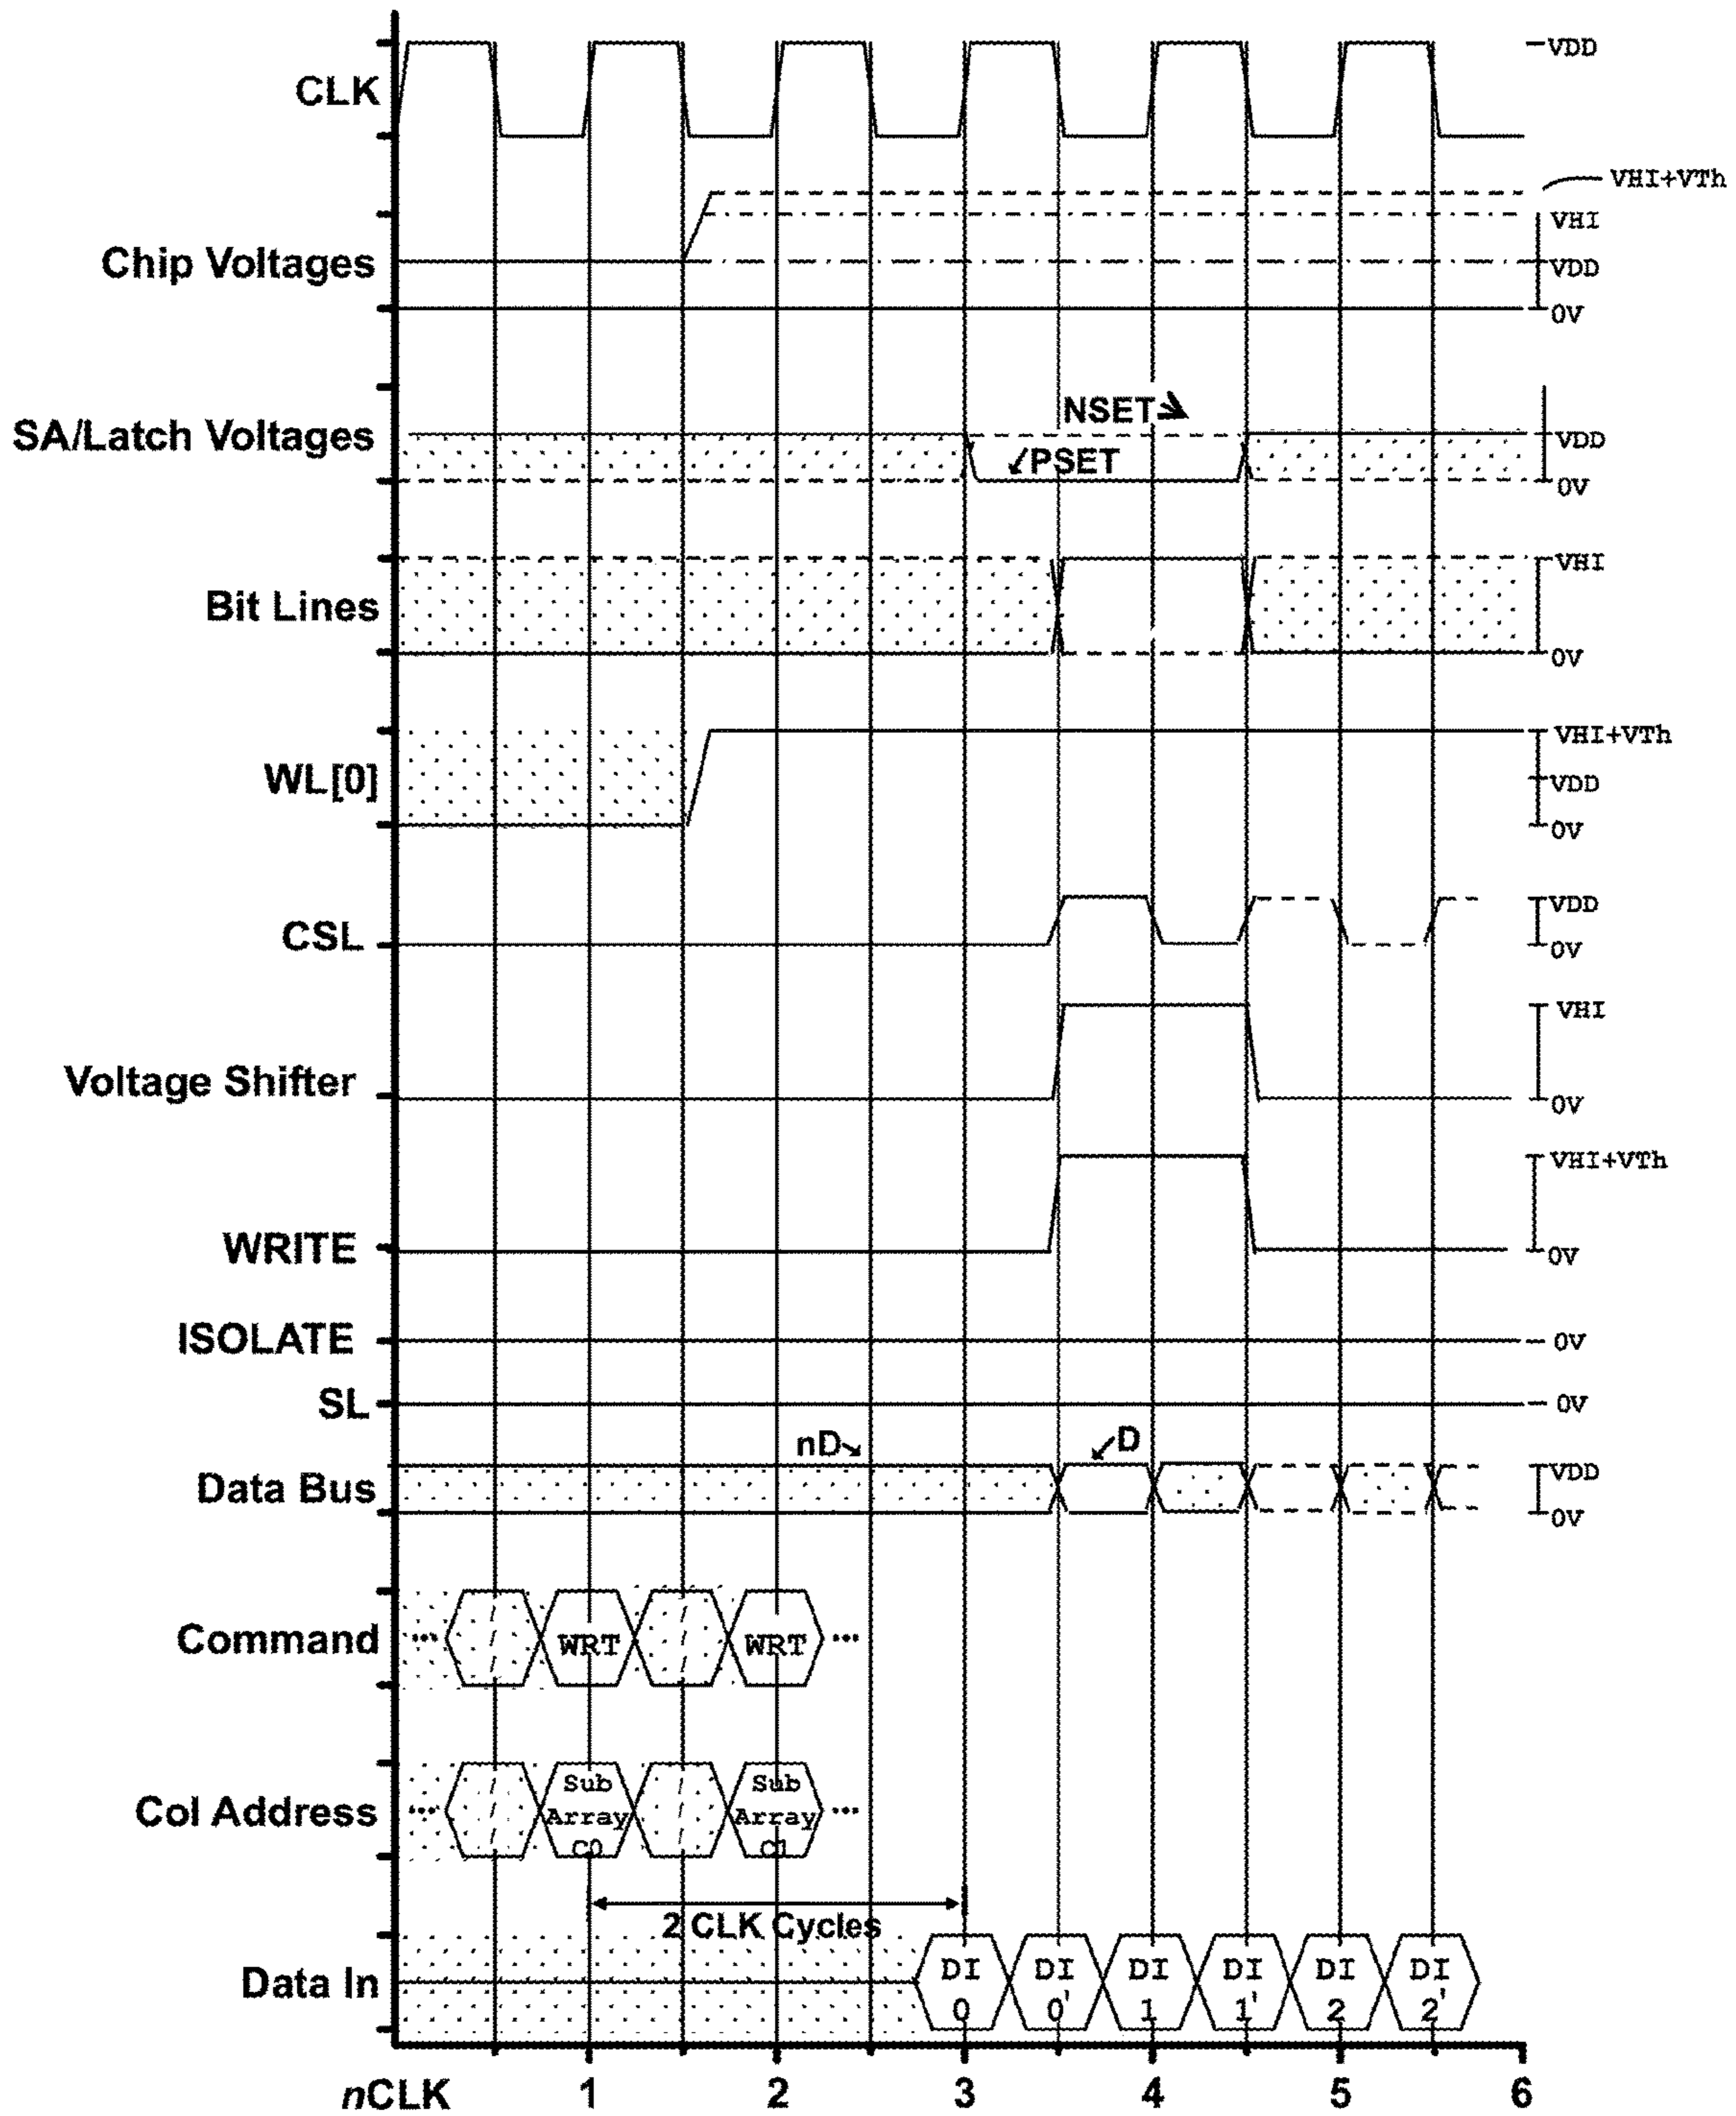 CLK
VDD
VHI+VTh
VHI
Chip Voltages
VDD
0V
NSET
SA/Latch Voltages
VDD
PSET
0V
VHI
Bit Lines
0V
VHI+VTh
WL[0]
VDD
0V
VDD
CSL
0V
VHI
Voltage Shifter
0V
VHI+VTh
WRITE
0V
ISOLATE
0V
SL
0V
nD
D
Data Bus
VDD
0V
Command
... WRT WRT ...
Col Address
... Sub Array C0 Sub Array C1 ...
2 CLK Cycles
Data In
DI 0 DI 0' DI 1 DI 1' DI 2 DI 2'
nCLK 1 2 3 4 5 6